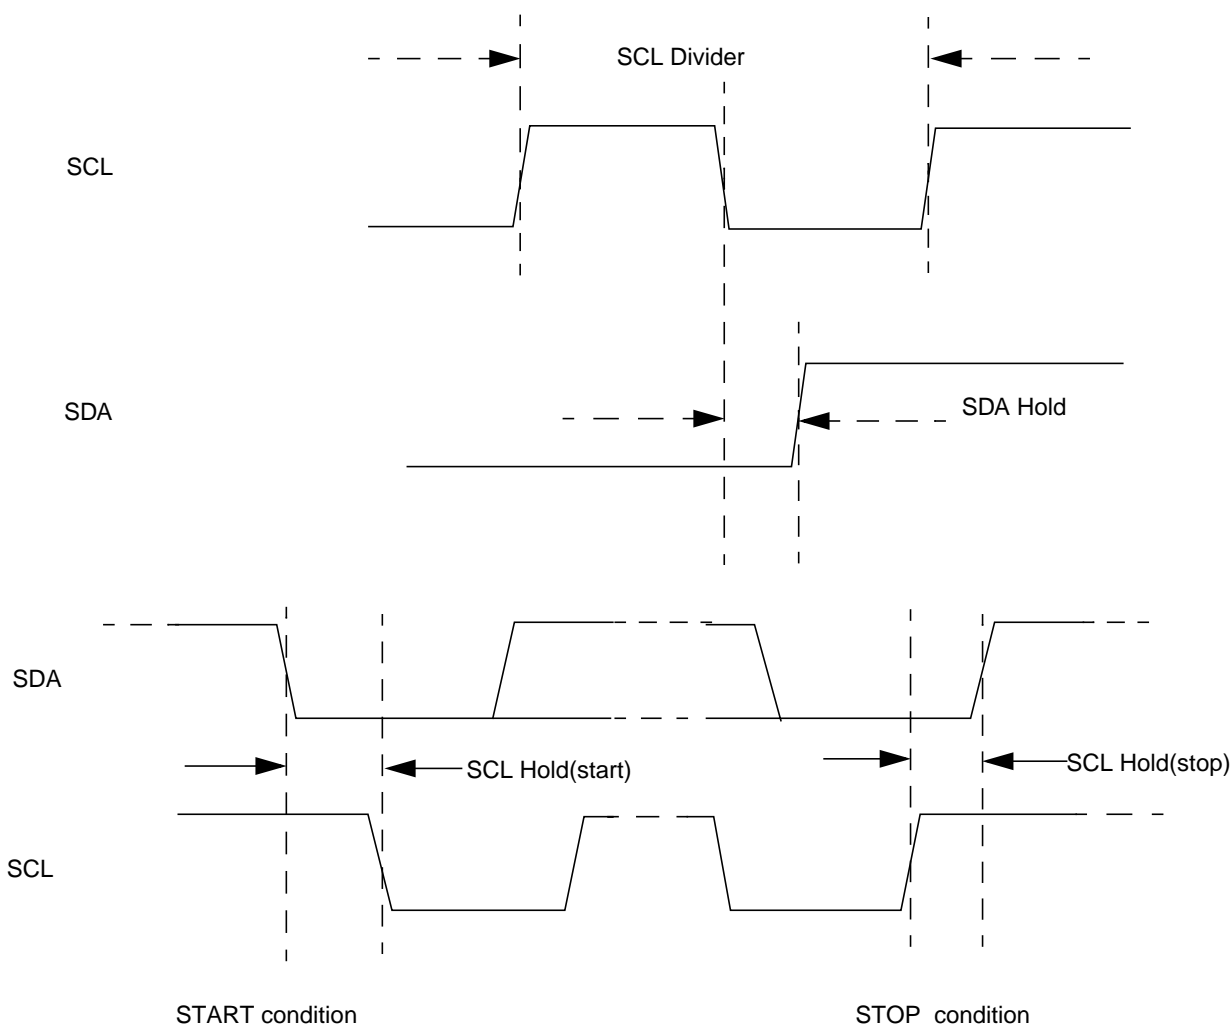 SCL Divider
SCL
SDA
SDA Hold
SDA
SCL Hold(start)
SCL Hold(stop)
SCL
START condition
STOP condition